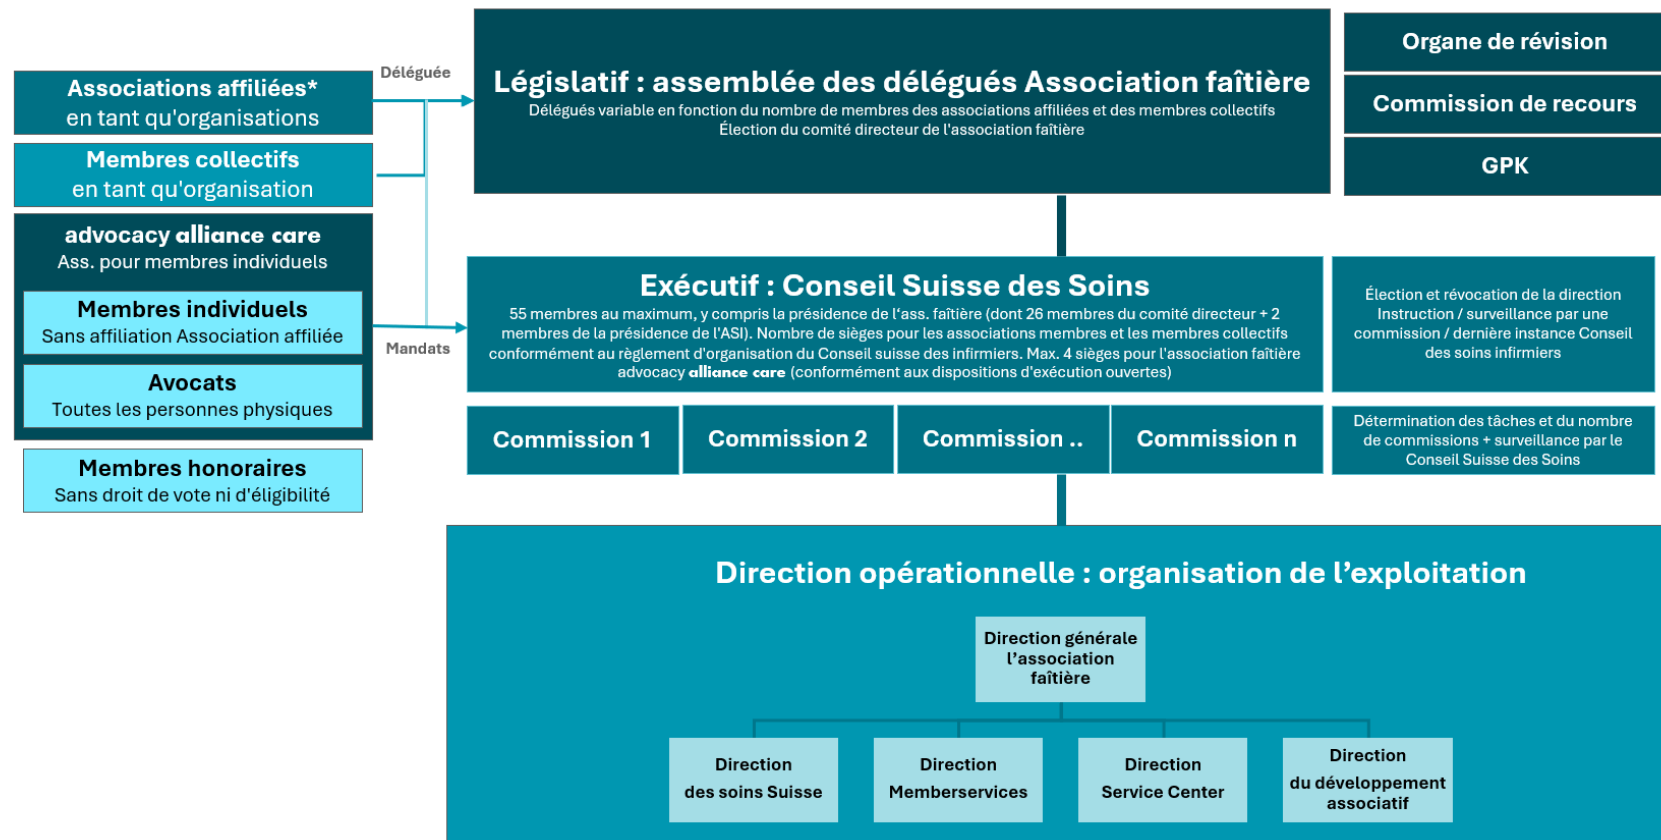 Associations affiliées*
en tant qu'organisations
Membres collectifs
en tant qu'organisation
advocacy alliance care
Ass. pour membres individuels
Membres individuels
Sans affiliation Association affiliée
Avocats
Toutes les personnes physiques
Membres honoraires
Sans droit de vote ni d'éligibilité
Déléguée
Mandats
Législatif : assemblée des délégués Association faîtière
Délégués variable en fonction du nombre de membres des associations affiliées et des membres collectifs
Élection du comité directeur de l'association faîtière
Organe de révision
Commission de recours
GPK
Exécutif : Conseil Suisse des Soins
55 membres au maximum, y compris la présidence de l‘ass. faîtière (dont 26 membres du comité directeur + 2
membres de la présidence de l'ASI). Nombre de sièges pour les associations membres et les membres collectifs
conformément au règlement d'organisation du Conseil suisse des infirmiers. Max. 4 sièges pour l'association faîtière
advocacy alliance care (conformément aux dispositions d'exécution ouvertes)
Élection et révocation de la direction
Instruction / surveillance par une
commission / dernière instance Conseil
des soins infirmiers
Commission 1
Commission 2
Commission ..
Commission n
Détermination des tâches et du nombre
de commissions + surveillance par le
Conseil Suisse des Soins
Direction opérationnelle : organisation de l’exploitation
Direction générale
l’association
faîtière
Direction
des soins Suisse
Direction
Memberservices
Direction
Service Center
Direction
du développement
associatif